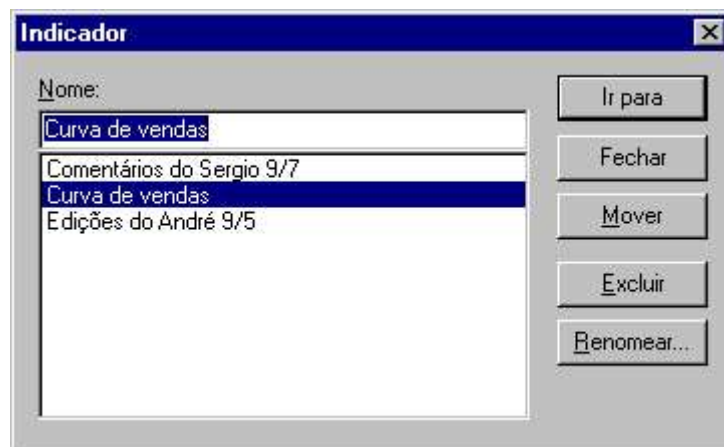 Indicador
Nome:
Curva de vendas
Comentários do Sergio 9/7
Curva de vendas
Edições do André 9/5
Ir para
Fechar
Mover
Excluir
Renomear...